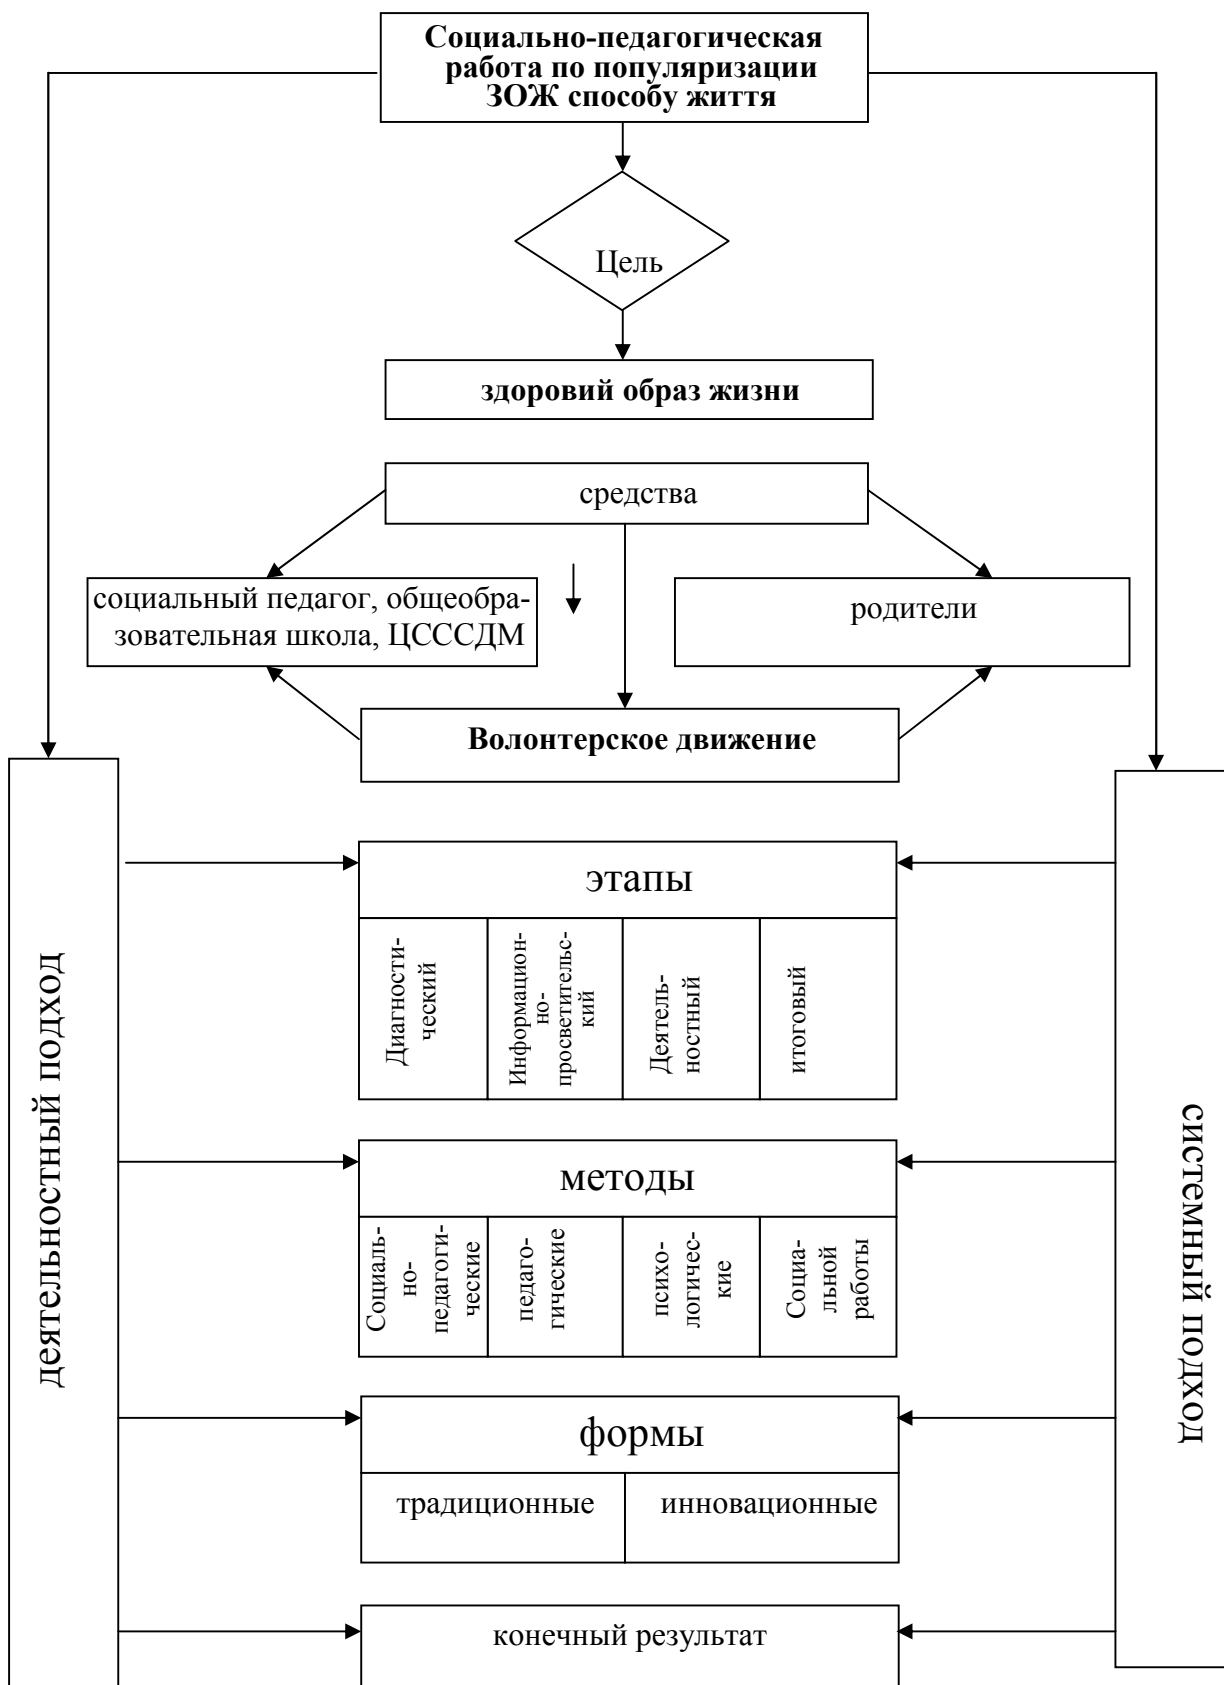 Социально-педагогическая
работа по популяризации
ЗОЖ способу життя
Цель
здоровий образ жизни
средства
социальный педагог, общеобра-
зовательная школа, ЦСССДМ
родители
Волонтерское движение
деятельностный подход
системный подход
этапы
Диагности-
ческий
Информацион-
но-
просветительс-
кий
Деятель-
ностный
итоговый
методы
Социаль-
но-
педагоги-
ческие
педаго-
гические
психо-
логичес-
кие
Социа-
льной
работы
формы
традиционные
инновационные
конечный результат